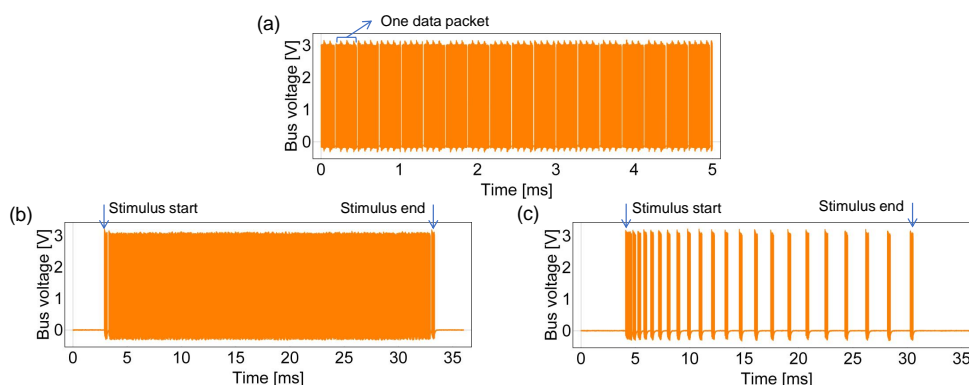 (a)
One data packet
Bus voltage [V]
3
2
1
0
0 1 2 3 4 5
Time [ms]
(b)
Stimulus start Stimulus end
Bus voltage [V]
3
2
1
0
0 5 10 15 20 25 30 35
Time [ms]
(c)
Stimulus start Stimulus end
Bus voltage [V]
3
2
1
0
0 5 10 15 20 25 30 35
Time [ms]